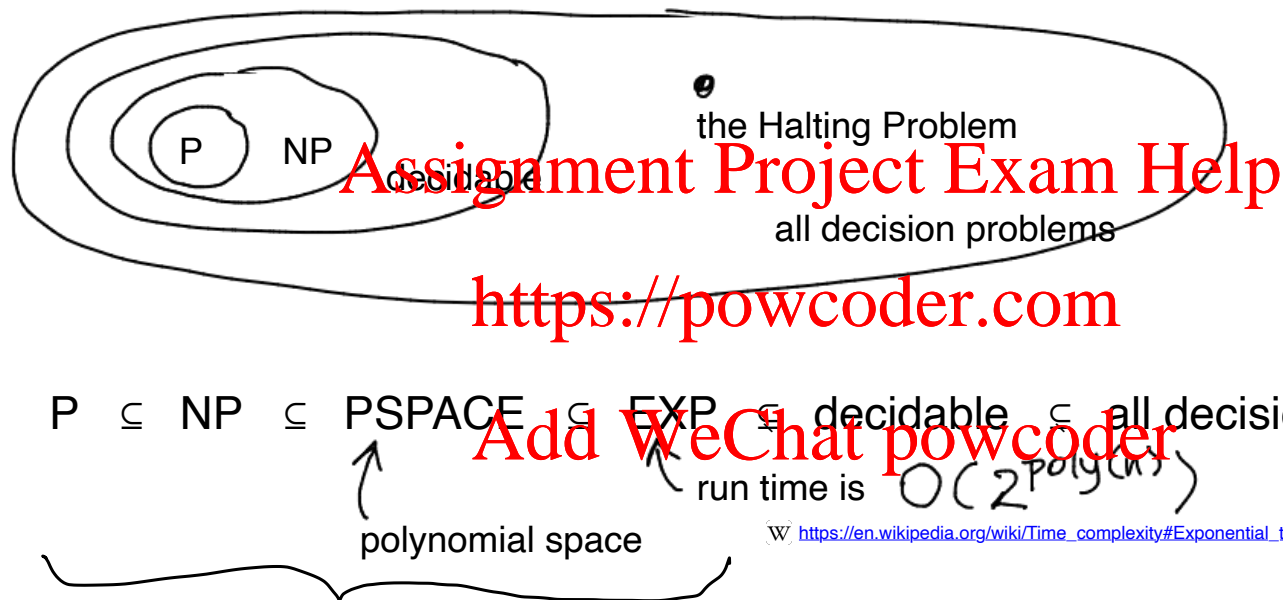 the Halting Problem
P NP
decidable
Assignment Project Exam Help
all decision problems
https://powcoder.com
P ⊆ NP ⊆ PSPACE ⊆ EXP ⊊ decidable ⊊ all decisi
Add WeChat powcoder
run time is O(2^poly(n))
polynomial space
W https://en.wikipedia.org/wiki/Time_complexity#Exponential_t